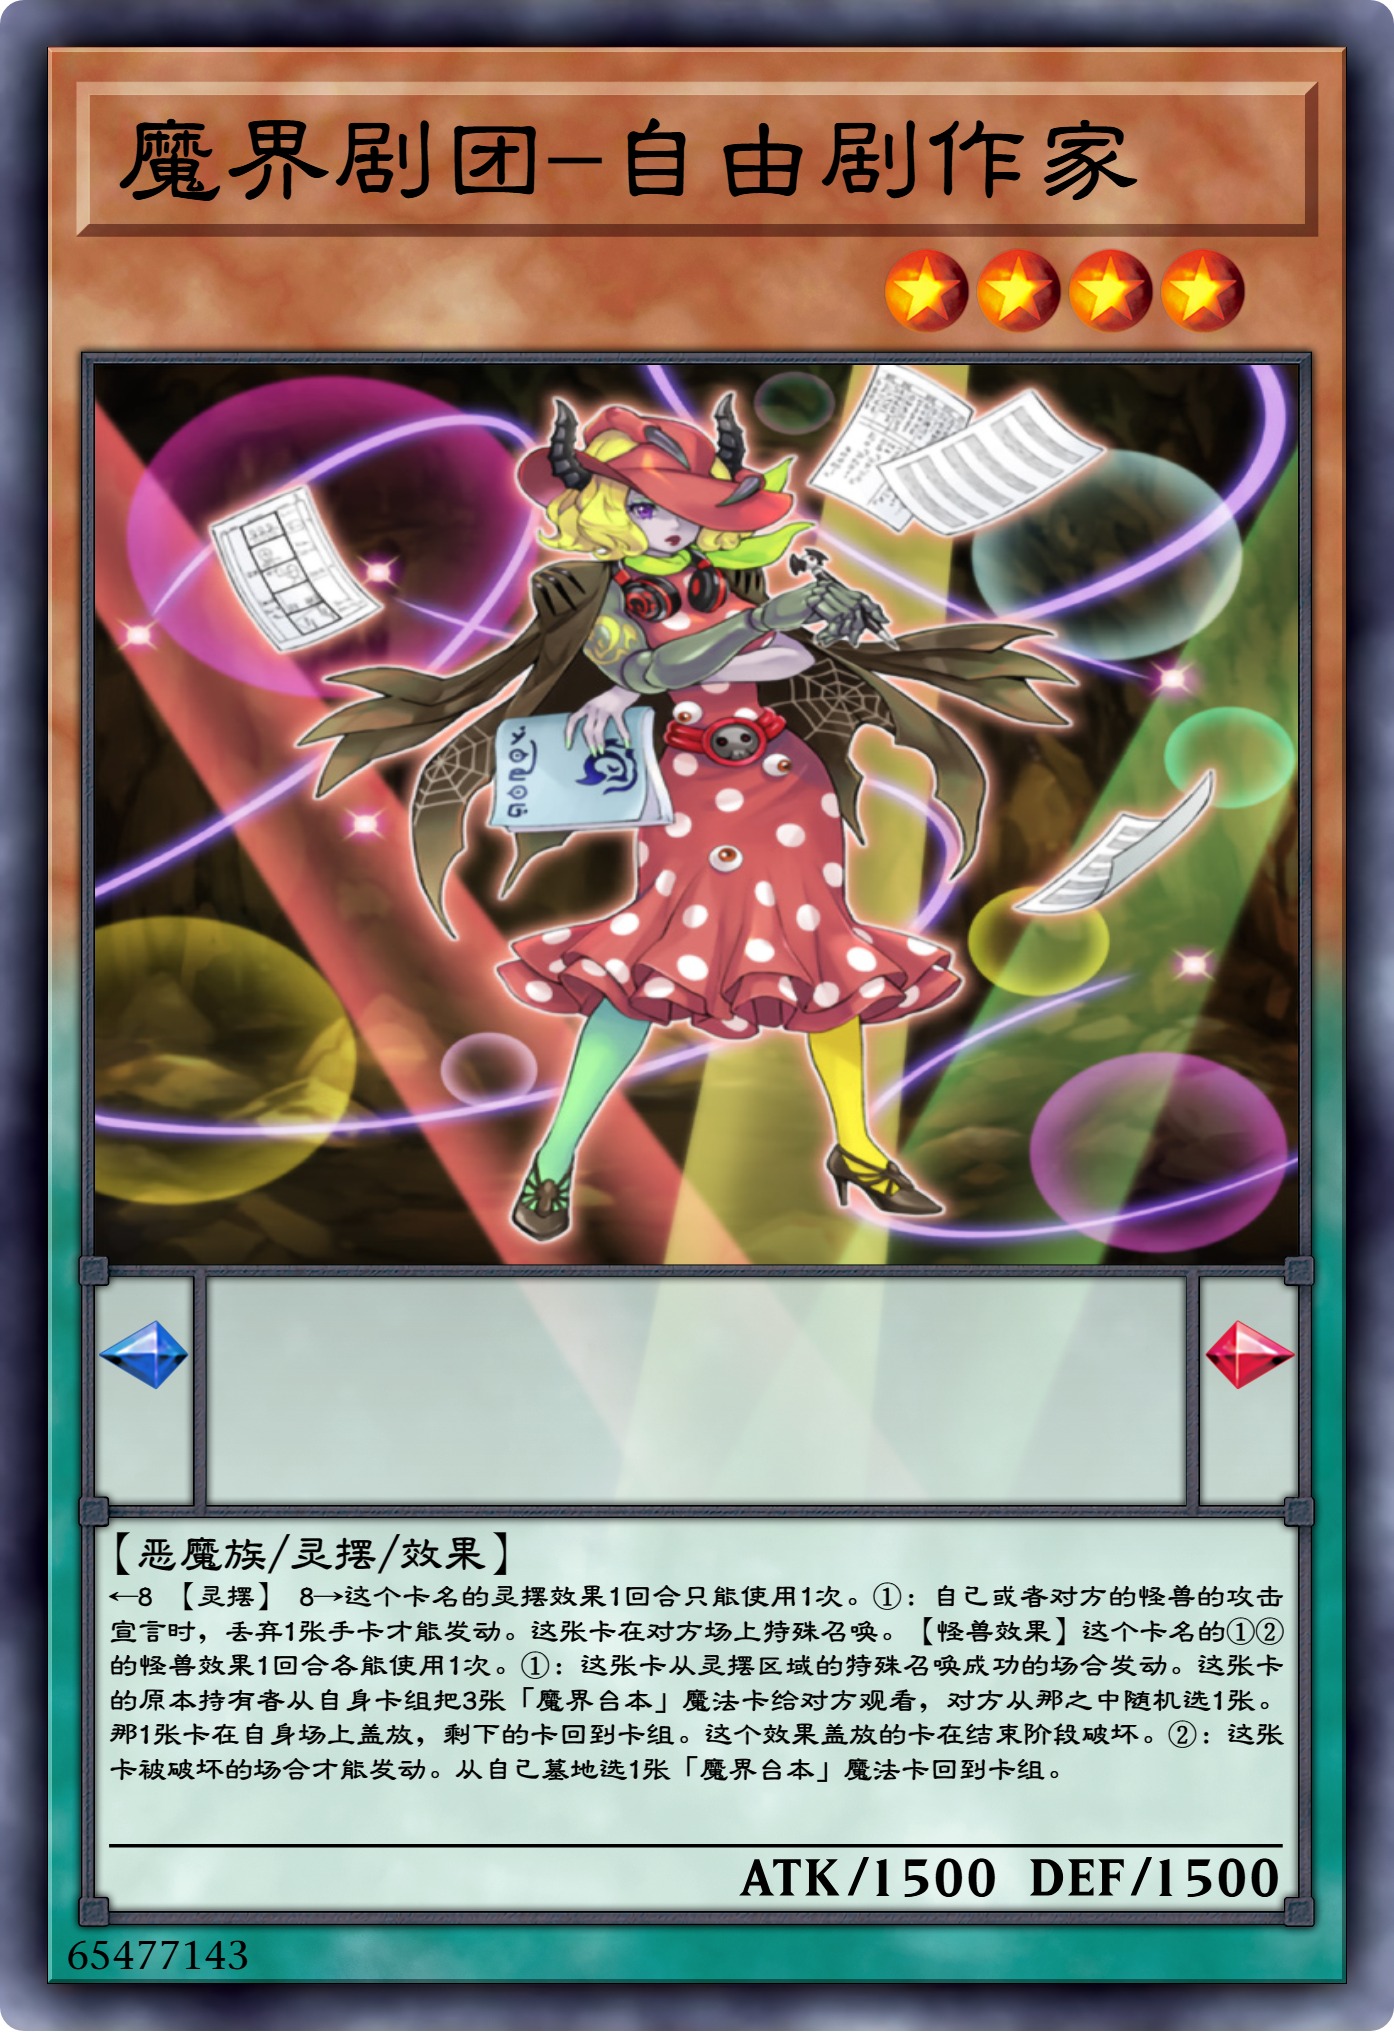 魔界剧团-自由剧作家
【恶魔族/灵摆/效果】
←8 【灵摆】 8→这个卡名的灵摆效果1回合只能使用1次。①：自己或者对方的怪兽的攻击
宣言时，丢弃1张手卡才能发动。这张卡在对方场上特殊召唤。【怪兽效果】这个卡名的①②
的怪兽效果1回合各能使用1次。①：这张卡从灵摆区域的特殊召唤成功的场合发动。这张卡
的原本持有者从自身卡组把3张「魔界台本」魔法卡给对方观看，对方从那之中随机选1张。
那1张卡在自身场上盖放，剩下的卡回到卡组。这个效果盖放的卡在结束阶段破坏。②：这张
卡被破坏的场合才能发动。从自己墓地选1张「魔界台本」魔法卡回到卡组。
ATK/1500 DEF/1500
65477143